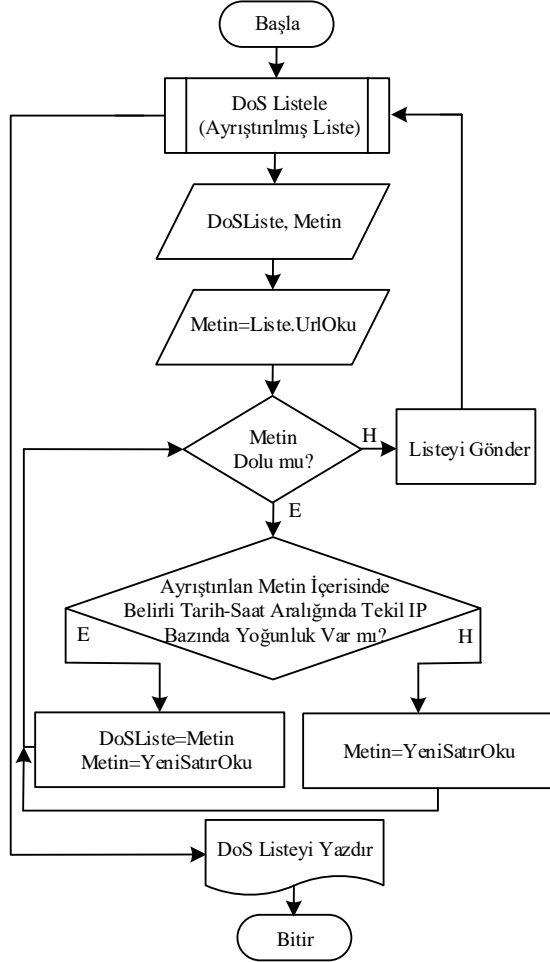 Başla
DoS Listele
(Ayrıştırılmış Liste)
DoSListe, Metin
Metin=Liste.UrlOku
Metin
Dolu mu?
H
Listeyi Gönder
E
Ayrıştırılan Metin İçerisinde
Belirli Tarih-Saat Aralığında Tekil IP
Bazında Yoğunluk Var mı?
E
H
DoSListe=Metin
Metin=YeniSatırOku
Metin=YeniSatırOku
DoS Listeyi Yazdır
Bitir